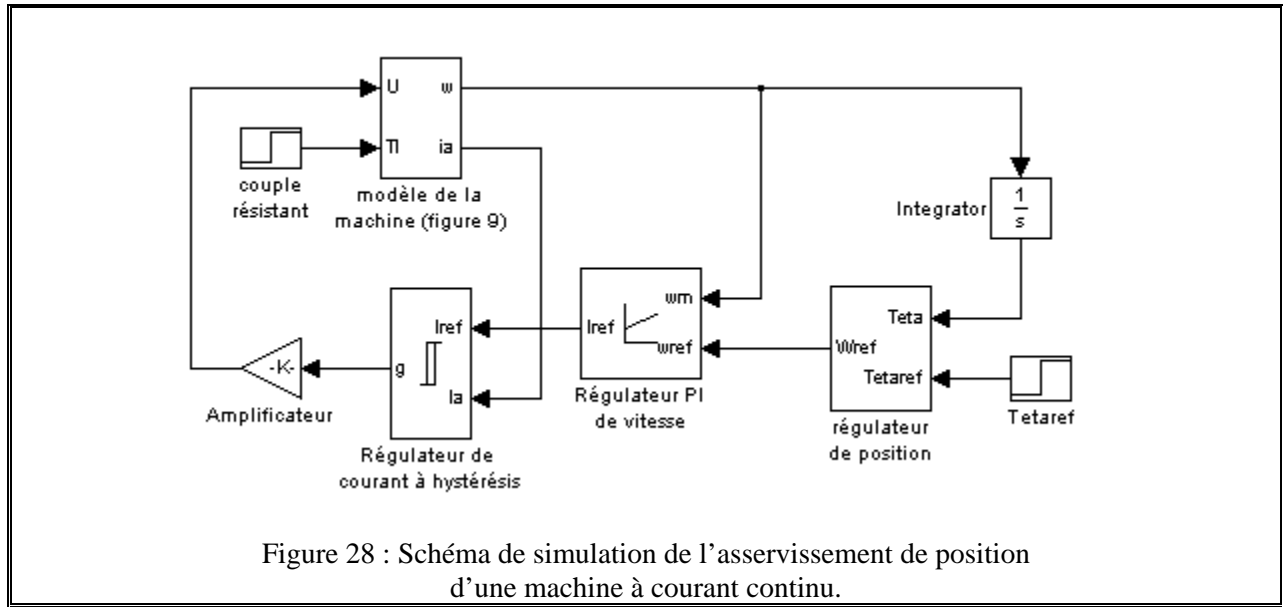 U
w
Tl
ia
couple
résistant
modèle de la
machine (figure 9)
Integrator
1
s
Iref
g
Ia
-K-
Amplificateur
Régulateur de
courant à hystérésis
wm
Iref
wref
Régulateur PI
de vitesse
Teta
Wref
Tetaref
régulateur
de position
Tetaref
Figure 28 : Schéma de simulation de l’asservissement de position
d’une machine à courant continu.